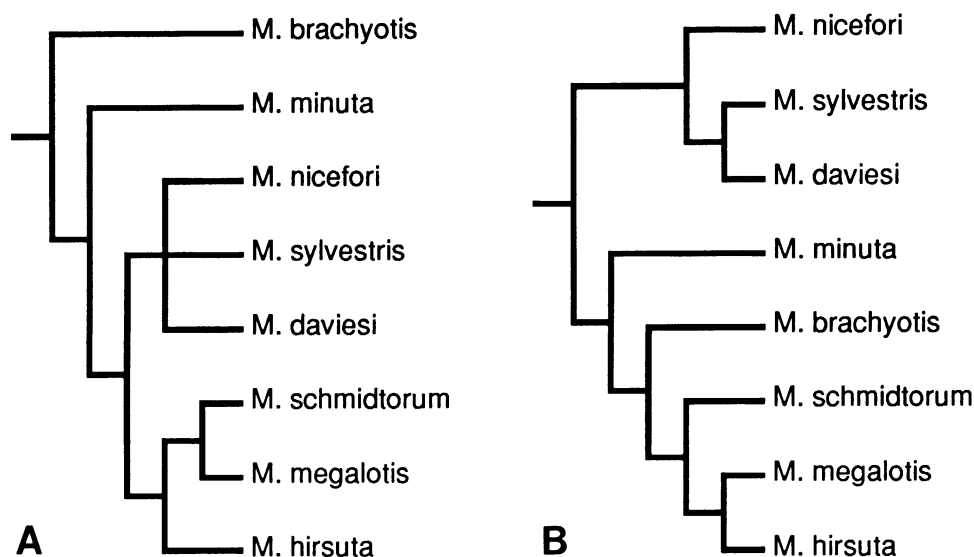 M. brachyotis
M. minuta
M. nicefori
M. sylvestris
M. daviesi
M. schmidtorum
M. megalotis
M. hirsuta
A
M. nicefori
M. sylvestris
M. daviesi
M. minuta
M. brachyotis
M. schmidtorum
M. megalotis
M. hirsuta
B